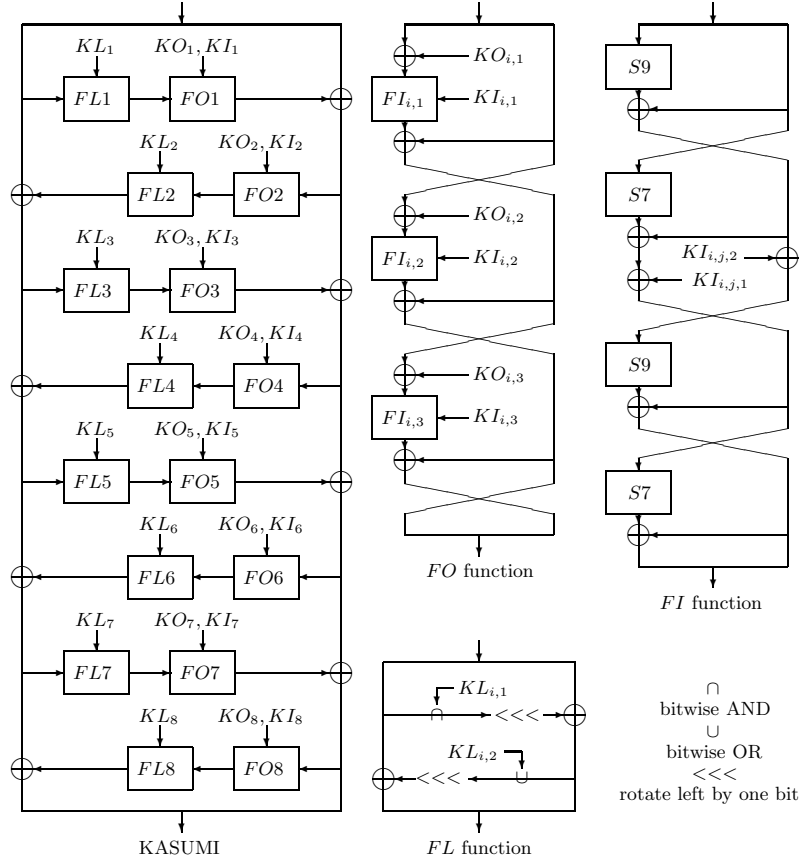 KL₁ KO₁, KI₁
FL1 FO1
KL₂ KO₂, KI₂
FL2 FO2
KL₃ KO₃, KI₃
FL3 FO3
KL₄ KO₄, KI₄
FL4 FO4
KL₅ KO₅, KI₅
FL5 FO5
KL₆ KO₆, KI₆
FL6 FO6
KL₇ KO₇, KI₇
FL7 FO7
KL₈ KO₈, KI₈
FL8 FO8
KASUMI
KOᵢ,₁
FIᵢ,₁ KIᵢ,₁
KOᵢ,₂
FIᵢ,₂ KIᵢ,₂
KOᵢ,₃
FIᵢ,₃ KIᵢ,₃
FO function
S9
S7
KIᵢ,ⱼ,₂
KIᵢ,ⱼ,₁
S9
S7
FI function
KLᵢ,₁
∩ <<<
KLᵢ,₂
<<< ∪
FL function
∩
bitwise AND
∪
bitwise OR
<<<
rotate left by one bit